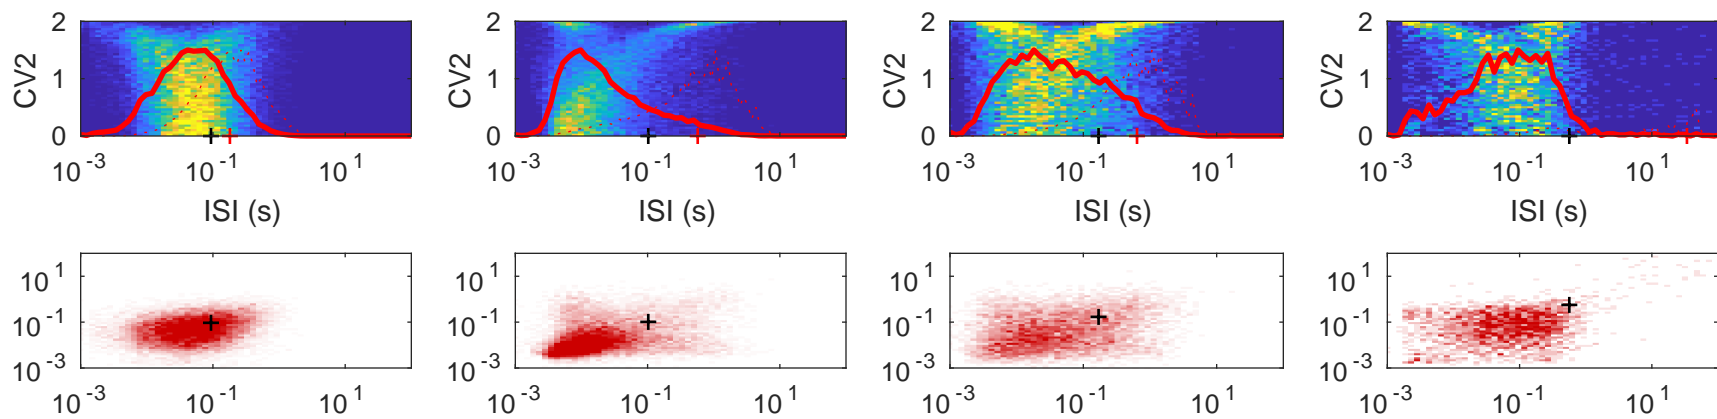 2 2 2 2
CV2 CV2 CV2 CV2
1 1 1 1
0 0 0 0
10^-3 10^-1 10^1 10^-3 10^-1 10^1 10^-3 10^-1 10^1 10^-3 10^-1 10^1
ISI (s) ISI (s) ISI (s) ISI (s)
10^1 10^1 10^1 10^1
10^-1 10^-1 10^-1 10^-1
10^-3 10^-3 10^-3 10^-3
10^-3 10^-1 10^1 10^-3 10^-1 10^1 10^-3 10^-1 10^1 10^-3 10^-1 10^1